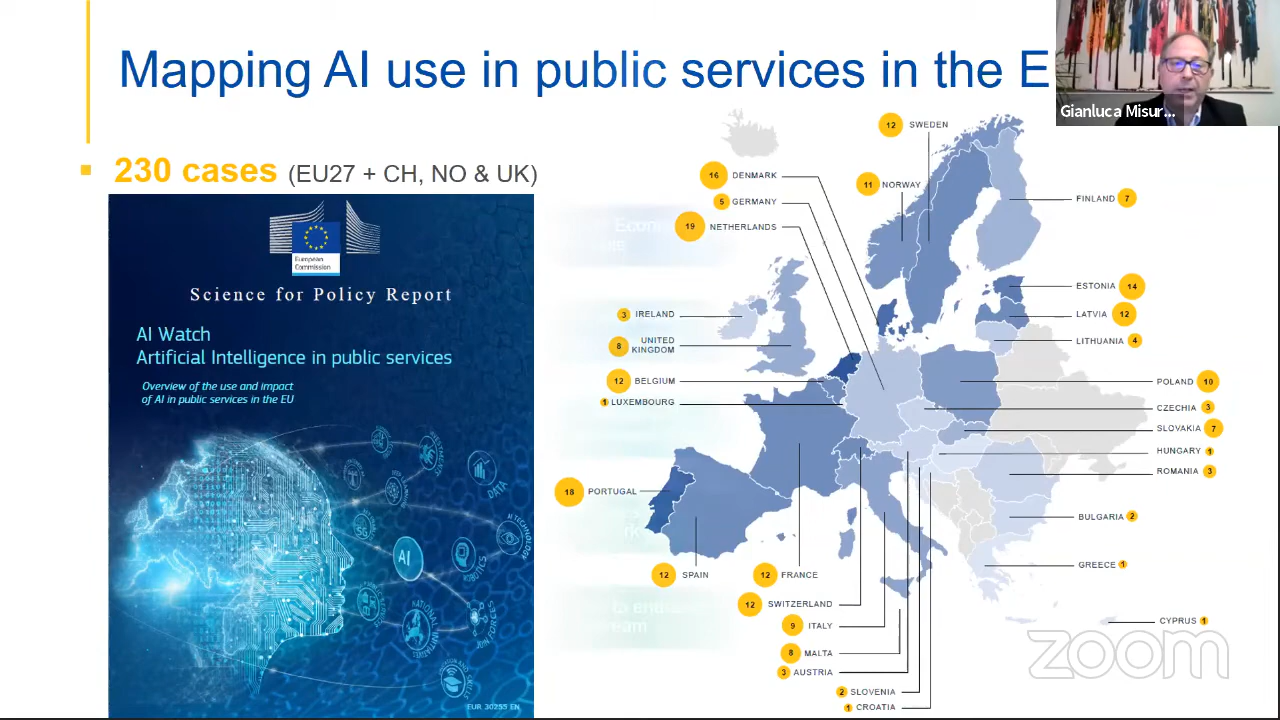 Mapping AI use in public services in the E
Gianluca Misur...
230 cases (EU27 + CH, NO & UK)
European
Commission
Science for Policy Report
AI Watch
Artificial Intelligence in public services
Overview of the use and impact
of AI in public services in the EU
DATA
AI
ROBOTICS
EUR 30255 EN
12 SWEDEN
16 DENMARK
11 NORWAY
5 GERMANY
FINLAND 7
19 NETHERLANDS
ESTONIA 14
3 IRELAND
LATVIA 12
8 UNITED
KINGDOM
LITHUANIA 4
12 BELGIUM
POLAND 10
1 LUXEMBOURG
CZECHIA 3
SLOVAKIA 7
HUNGARY 1
ROMANIA 3
18 PORTUGAL
BULGARIA 2
GREECE 1
12 SPAIN
12 FRANCE
12 SWITZERLAND
CYPRUS 1
9 ITALY
8 MALTA
3 AUSTRIA
2 SLOVENIA
1 CROATIA
zoom